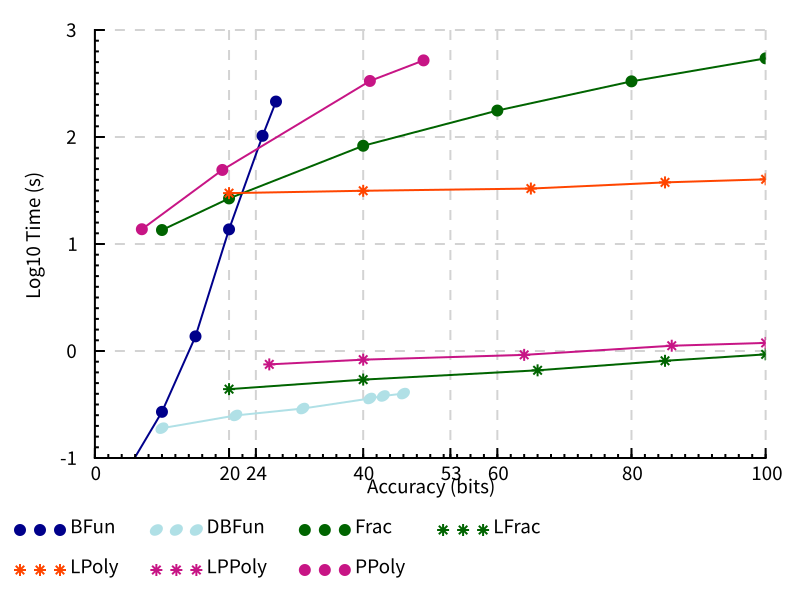 3
2
1
0
-1
Log10 Time (s)
0 20 24 40 53 60 80 100
Accuracy (bits)
BFun DBFun Frac LFrac
LPoly LPPoly PPoly